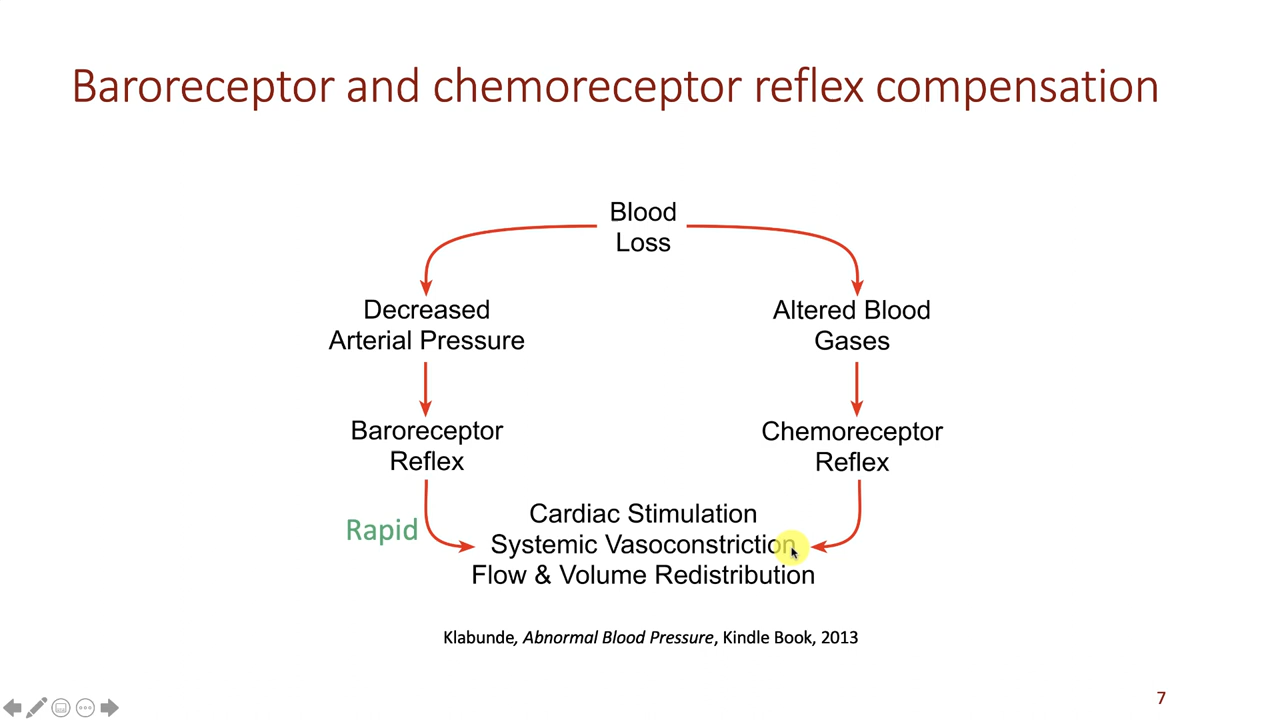 Baroreceptor and chemoreceptor reflex compensation
Blood
Loss
Decreased
Arterial Pressure
Altered Blood
Gases
Baroreceptor
Reflex
Chemoreceptor
Reflex
Rapid
Cardiac Stimulation
Systemic Vasoconstriction
Flow & Volume Redistribution
Klabunde, Abnormal Blood Pressure, Kindle Book, 2013
7